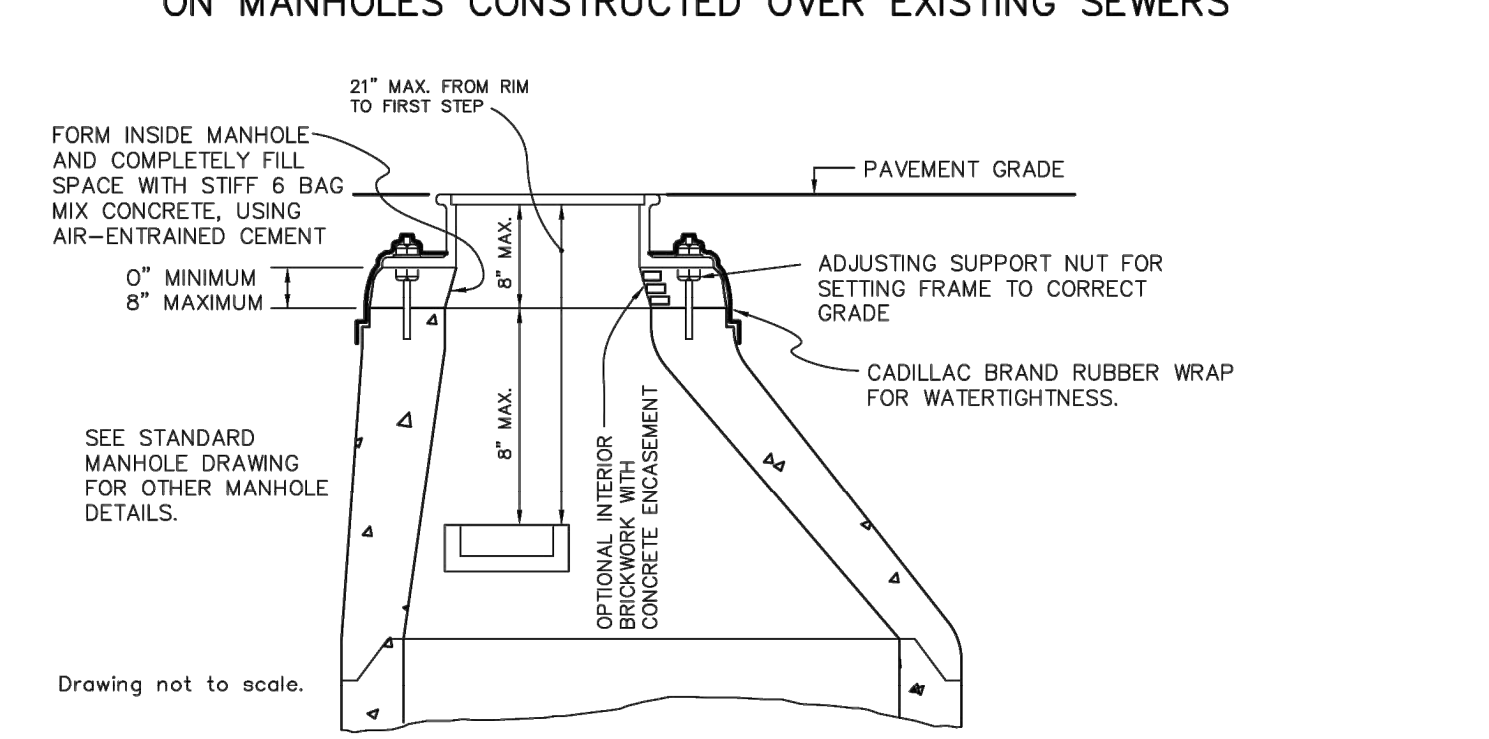 ON MANHOLES CONSTRUCTED OVER EXISTING SEWERS
21" MAX. FROM RIM
TO FIRST STEP
FORM INSIDE MANHOLE
AND COMPLETELY FILL
SPACE WITH STIFF 6 BAG
MIX CONCRETE, USING
AIR-ENTRAINED CEMENT
PAVEMENT GRADE
0" MINIMUM
8" MAXIMUM
8" MAX.
ADJUSTING SUPPORT NUT FOR
SETTING FRAME TO CORRECT
GRADE
CADILLAC BRAND RUBBER WRAP
FOR WATERTIGHTNESS.
8" MAX.
OPTIONAL INTERIOR
BRICKWORK WITH
CONCRETE ENCASEMENT
SEE STANDARD
MANHOLE DRAWING
FOR OTHER MANHOLE
DETAILS.
Drawing not to scale.